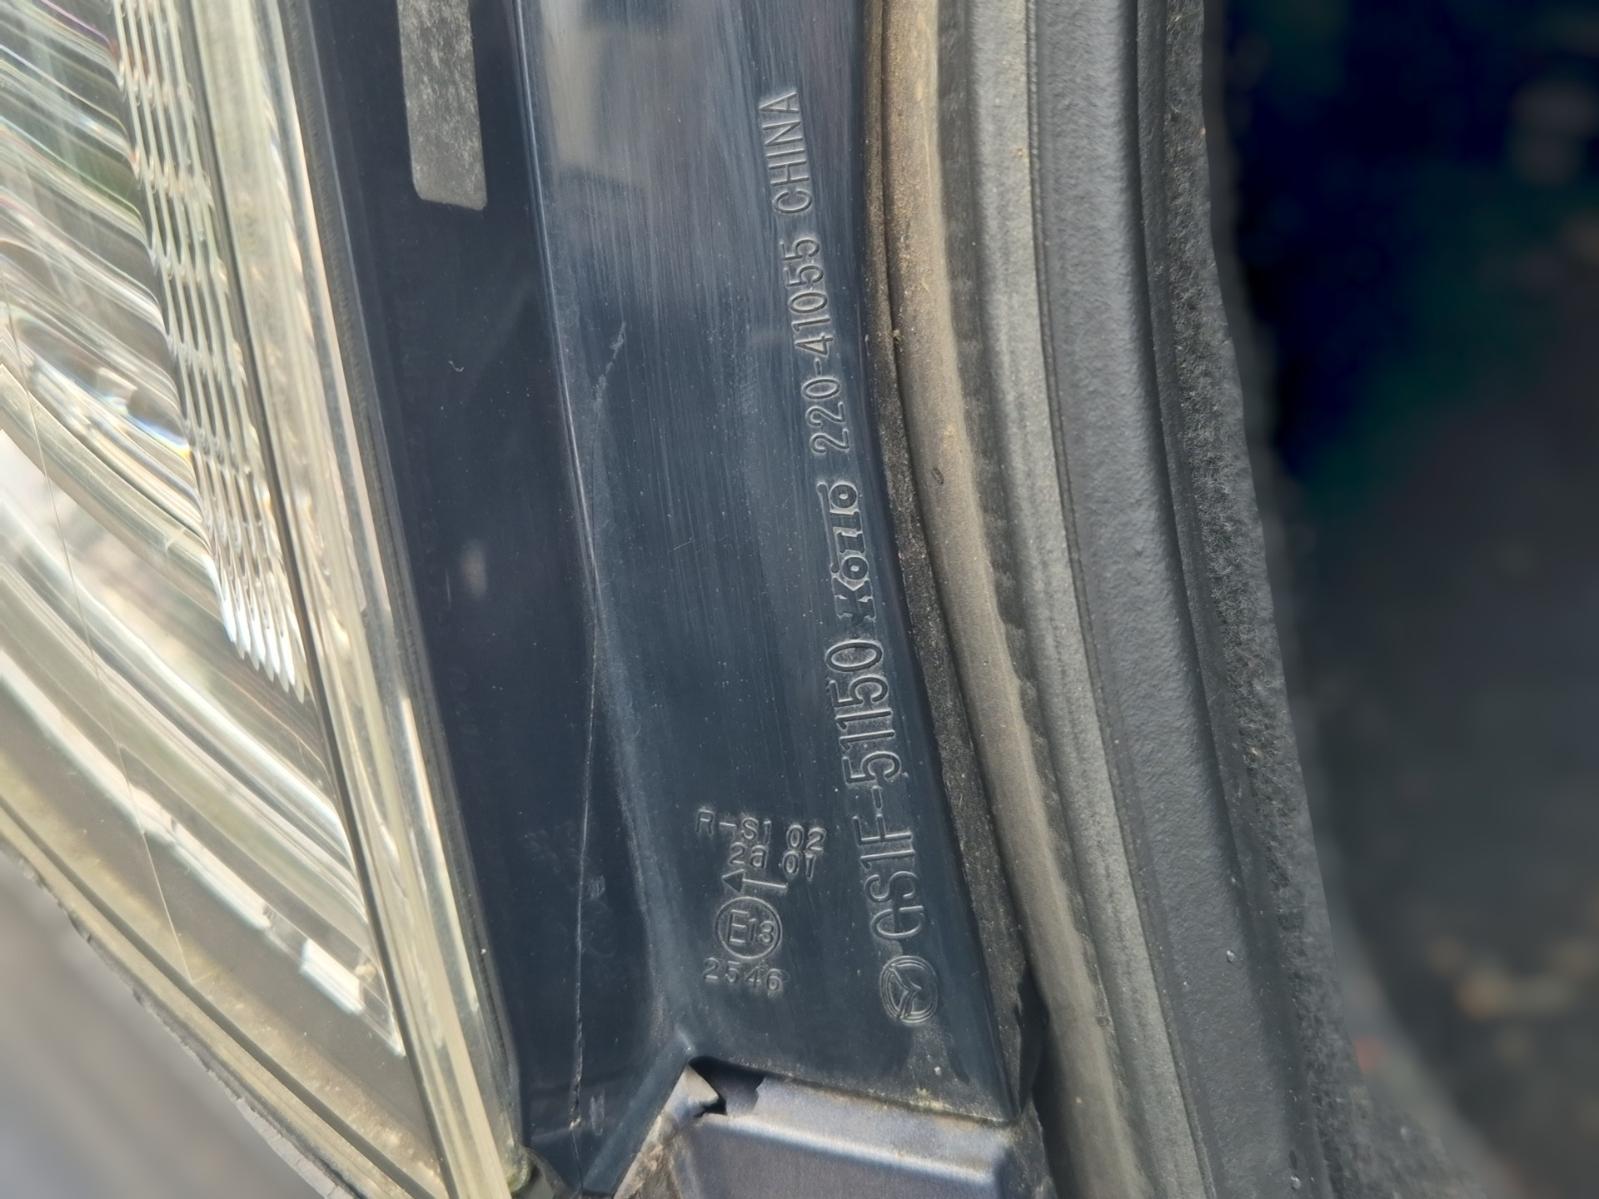 GS1F-51150 KOITO 220-41055 CHINA
R-S1 02
2a 01
E13
2546